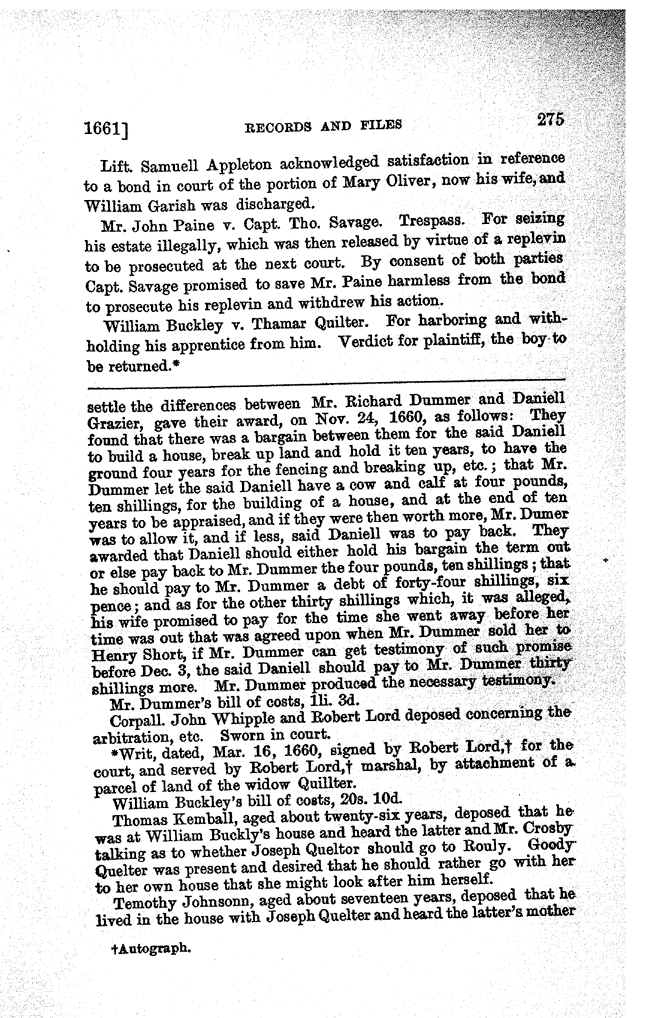 1661] RECORDS AND FILES 275
Lift. Samuell Appleton acknowledged satisfaction in reference
to a bond in court of the portion of Mary Oliver, now his wife, and
William Garish was discharged.
Mr. John Paine v. Capt. Tho. Savage. Trespass. For seizing
his estate illegally, which was then released by virtue of a replevin
to be prosecuted at the next court. By consent of both parties
Capt. Savage promised to save Mr. Paine harmless from the bond
to prosecute his replevin and withdrew his action.
William Buckley v. Thamar Quilter. For harboring and with-
holding his apprentice from him. Verdict for plaintiff, the boy to
be returned.*
settle the differences between Mr. Richard Dummer and Daniell
Grazier, gave their award, on Nov. 24, 1660, as follows: They
found that there was a bargain between them for the said Daniell
to build a house, break up land and hold it ten years, to have the
ground four years for the fencing and breaking up, etc.; that Mr.
Dummer let the said Daniell have a cow and calf at four pounds,
ten shillings, for the building of a house, and at the end of ten
years to be appraised, and if they were then worth more, Mr. Dumer
was to allow it, and if less, said Daniell was to pay back. They
awarded that Daniell should either hold his bargain the term out
or else pay back to Mr. Dummer the four pounds, ten shillings; that
he should pay to Mr. Dummer a debt of forty-four shillings, six
pence; and as for the other thirty shillings which, it was alleged,
his wife promised to pay for the time she went away before her
time was out that was agreed upon when Mr. Dummer sold her to
Henry Short, if Mr. Dummer can get testimony of such promise
before Dec. 3, the said Daniell should pay to Mr. Dummer thirty
shillings more. Mr. Dummer produced the necessary testimony.
Mr. Dummer's bill of costs, 1li. 3d.
Corpall. John Whipple and Robert Lord deposed concerning the
arbitration, etc. Sworn in court.
*Writ, dated, Mar. 16, 1660, signed by Robert Lord,† for the
court, and served by Robert Lord,† marshal, by attachment of a
parcel of land of the widow Quillter.
William Buckley's bill of costs, 20s. 10d.
Thomas Kemball, aged about twenty-six years, deposed that he
was at William Buckly's house and heard the latter and Mr. Crosby
talking as to whether Joseph Queltor should go to Rouly. Goody
Quelter was present and desired that he should rather go with her
to her own house that she might look after him herself.
Temothy Johnsonn, aged about seventeen years, deposed that he
lived in the house with Joseph Quelter and heard the latter's mother
†Autograph.